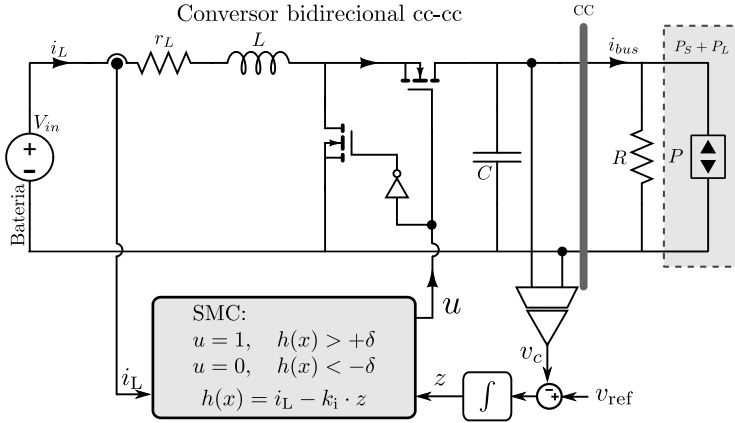 Conversor bidirecional cc-cc
CC
i_L
r_L
L
i_bus
P_S + P_L
V_in
+
-
Bateria
C
R
P
u
SMC:
u = 1, h(x) > +δ
u = 0, h(x) < −δ
h(x) = i_L − k_i · z
i_L
z
∫
v_c
-
+
v_ref